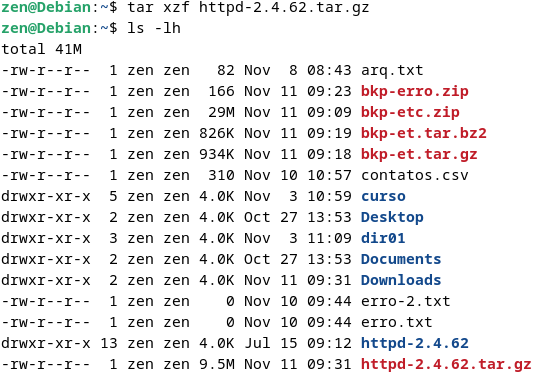 zen@Debian:~$ tar xzf httpd-2.4.62.tar.gz
zen@Debian:~$ ls -lh
total 41M
-rw-r--r--  1 zen zen   82 Nov  8 08:43 arq.txt
-rw-r--r--  1 zen zen  166 Nov 11 09:23 bkp-erro.zip
-rw-r--r--  1 zen zen  29M Nov 11 09:09 bkp-etc.zip
-rw-r--r--  1 zen zen 826K Nov 11 09:19 bkp-et.tar.bz2
-rw-r--r--  1 zen zen 934K Nov 11 09:18 bkp-et.tar.gz
-rw-r--r--  1 zen zen  310 Nov 10 10:57 contatos.csv
drwxr-xr-x  5 zen zen 4.0K Nov  3 10:59 curso
drwxr-xr-x  2 zen zen 4.0K Oct 27 13:53 Desktop
drwxr-xr-x  3 zen zen 4.0K Nov  3 11:09 dir01
drwxr-xr-x  2 zen zen 4.0K Oct 27 13:53 Documents
drwxr-xr-x  2 zen zen 4.0K Nov 11 09:31 Downloads
-rw-r--r--  1 zen zen    0 Nov 10 09:44 erro-2.txt
-rw-r--r--  1 zen zen    0 Nov 10 09:44 erro.txt
drwxr-xr-x 13 zen zen 4.0K Jul 15 09:12 httpd-2.4.62
-rw-r--r--  1 zen zen 9.5M Nov 11 09:31 httpd-2.4.62.tar.gz